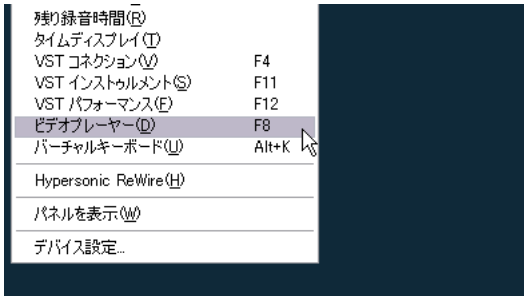 残り録音時間(R)
タイムディスプレイ(T)
VST コネクション(V) F4
VST インストゥルメント(S) F11
VST パフォーマンス(F) F12
ビデオプレーヤー(D) F8
バーチャルキーボード(U) Alt+K
Hypersonic ReWire(H)
パネルを表示(W)
デバイス設定...